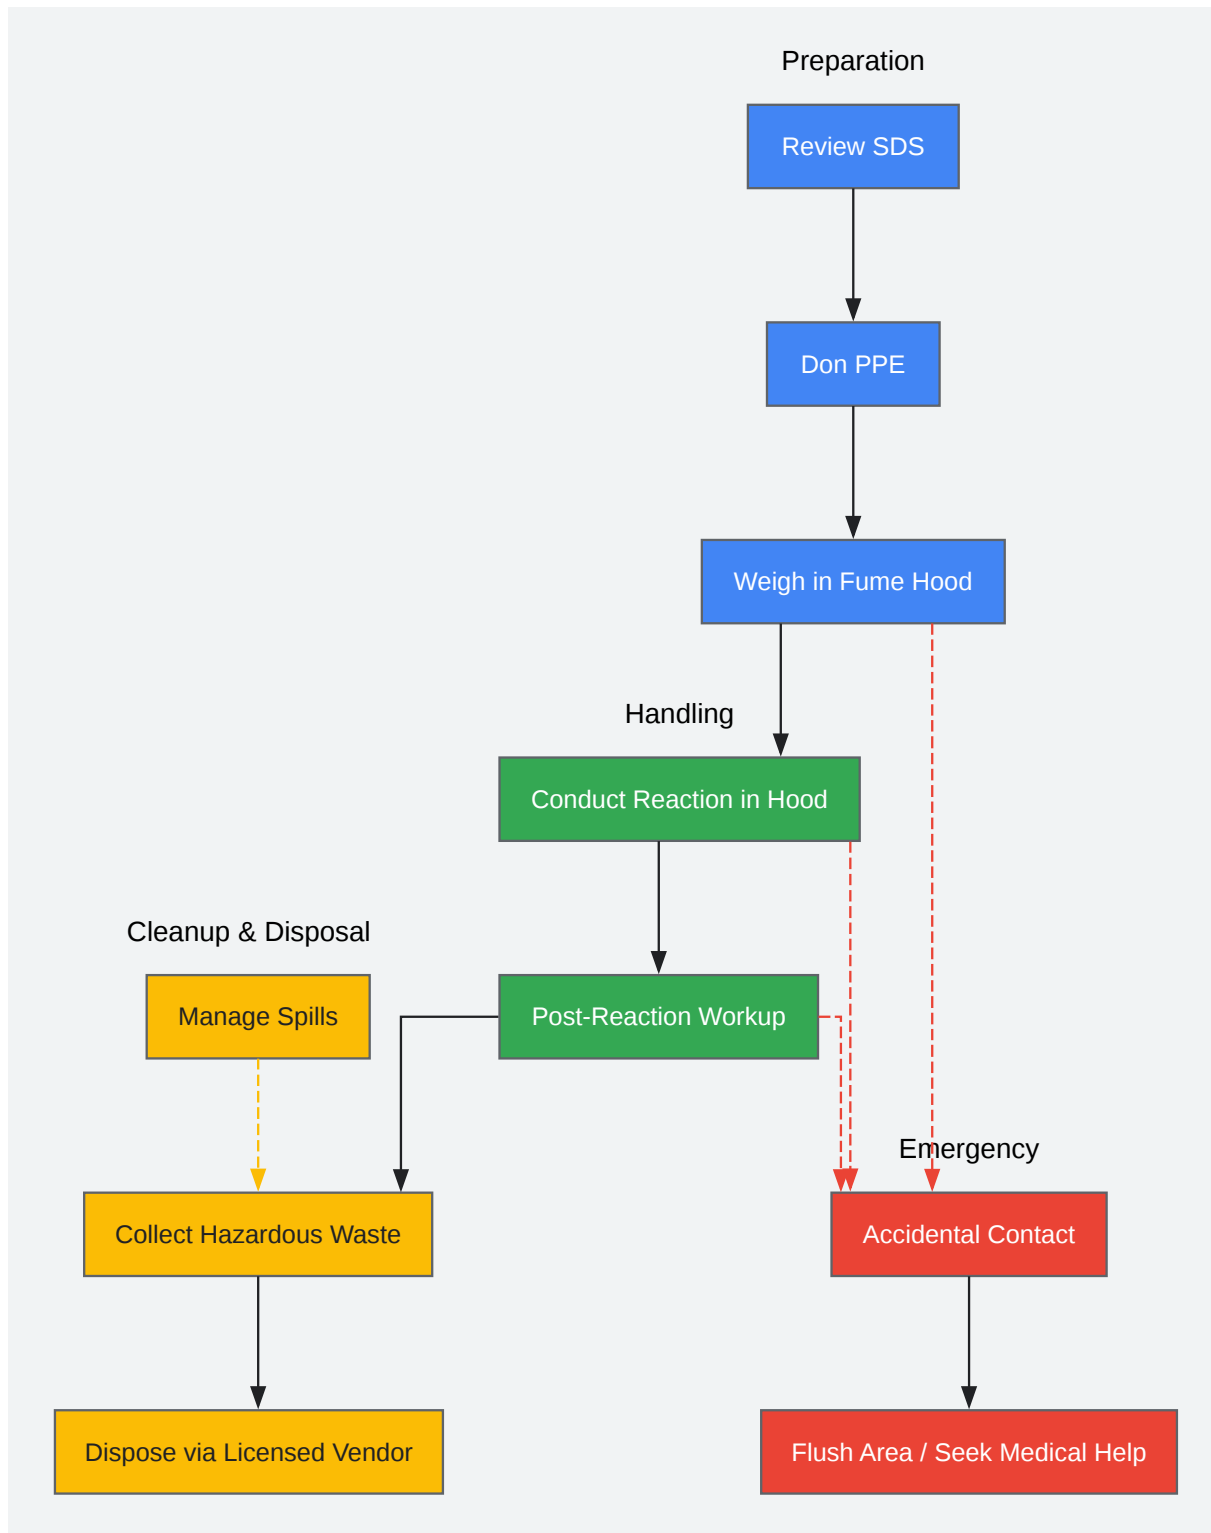 Preparation
Review SDS
Don PPE
Weigh in Fume Hood
Handling
Conduct Reaction in Hood
Cleanup & Disposal
Manage Spills
Post-Reaction Workup
Emergency
Collect Hazardous Waste
Accidental Contact
Dispose via Licensed Vendor
Flush Area / Seek Medical Help